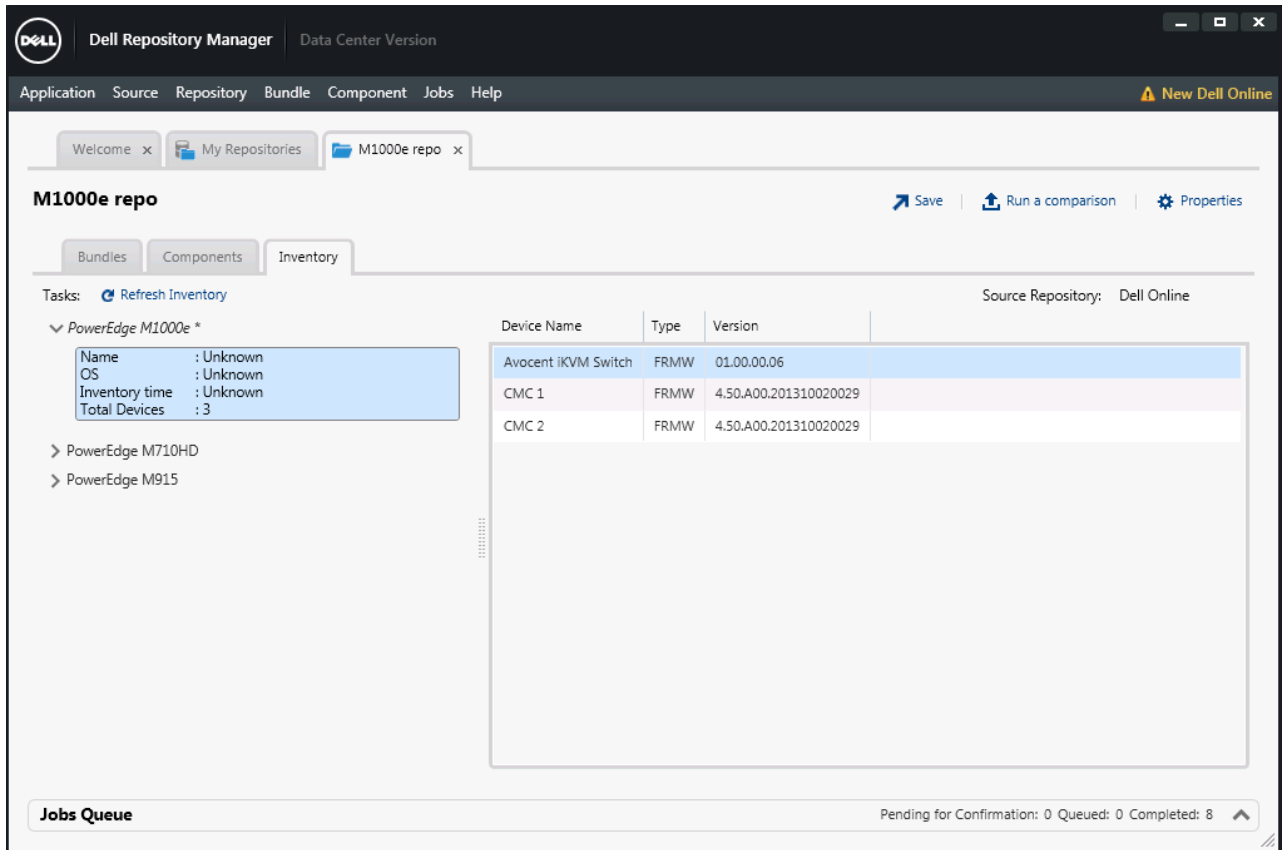 DELL
Dell Repository Manager Data Center Version
Application Source Repository Bundle Component Jobs Help New Dell Online
Welcome x My Repositories M1000e repo x
M1000e repo Save Run a comparison Properties
Bundles Components Inventory
Tasks: Refresh Inventory Source Repository: Dell Online
PowerEdge M1000e *
Name : Unknown
OS : Unknown
Inventory time : Unknown
Total Devices : 3
PowerEdge M710HD
PowerEdge M915
Device Name Type Version
Avocent iKVM Switch FRMW 01.00.00.06
CMC 1 FRMW 4.50.A00.201310020029
CMC 2 FRMW 4.50.A00.201310020029
Jobs Queue Pending for Confirmation: 0 Queued: 0 Completed: 8